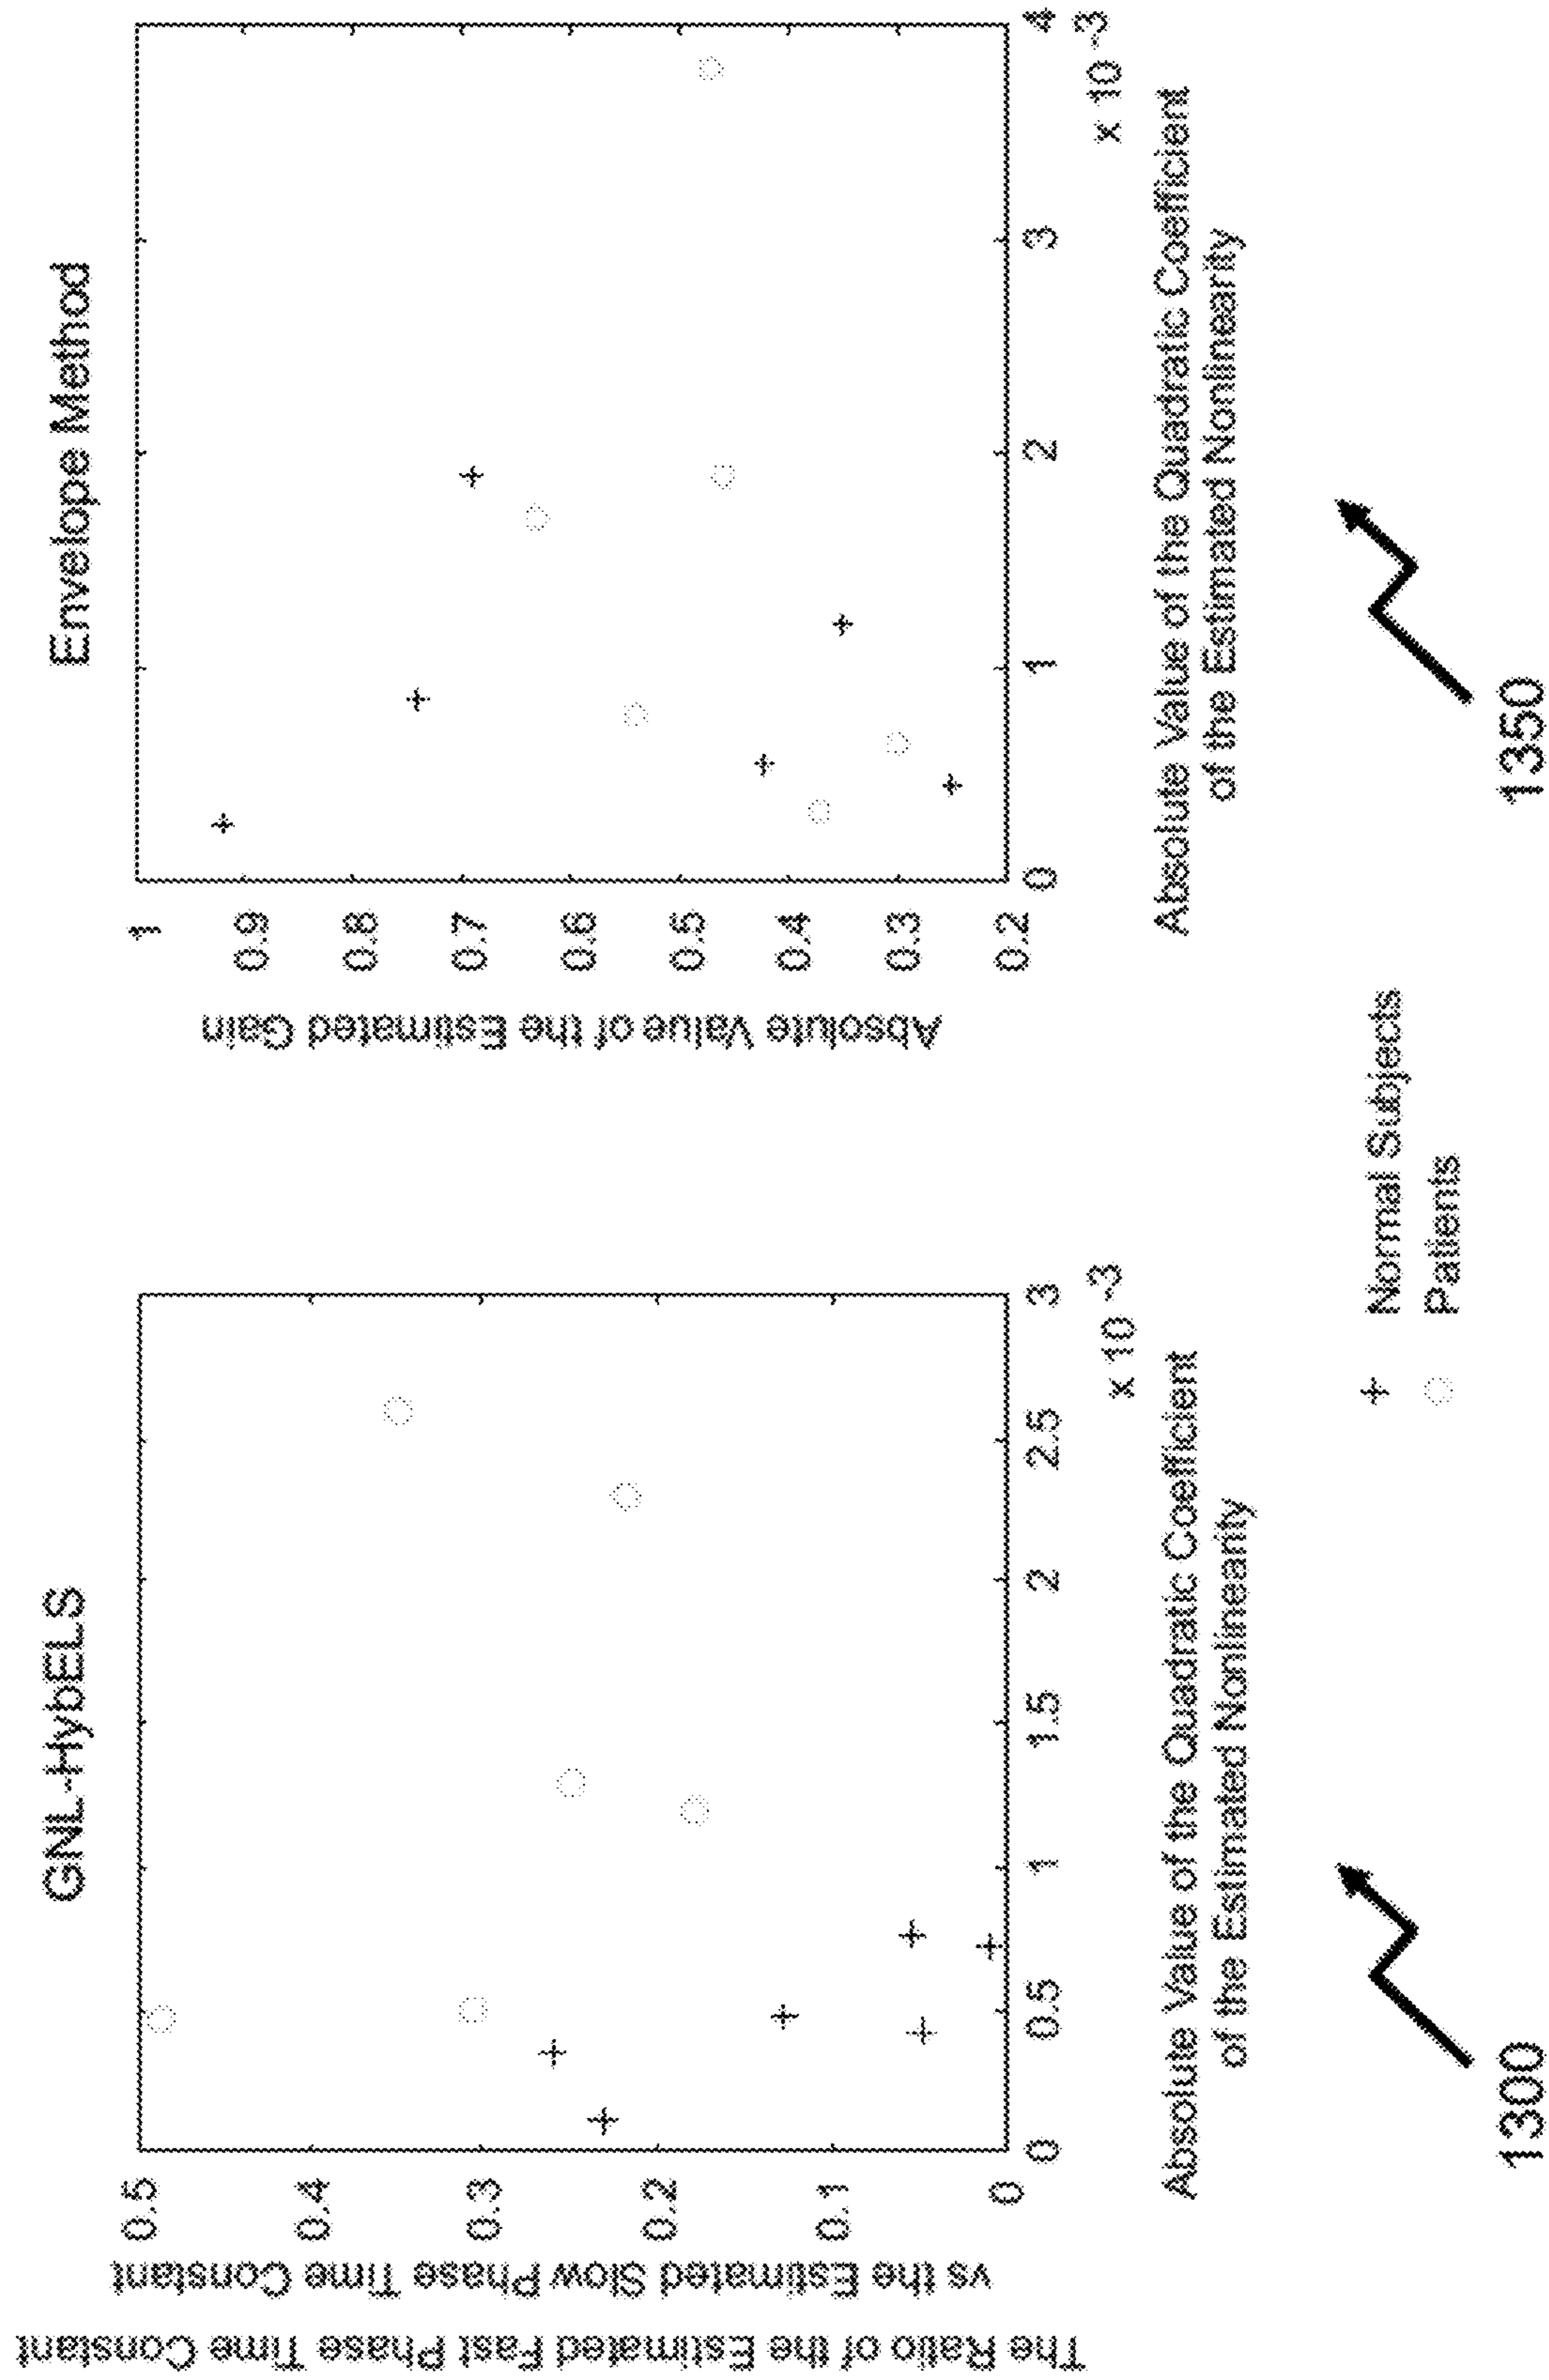 GNL-HybELS
The Ratio of the Estimated Fast Phase Time Constant
vs the Estimated Slow Phase Time Constant
0.5
0.4
0.3
0.2
0.1
0
0 0.5 1 1.5 2 2.5 3
x 10 -3
Absolute Value of the Quadratic Coefficient
of the Estimated Nonlinearity
1300
Envelope Method
Absolute Value of the Estimated Gain
1
0.9
0.8
0.7
0.6
0.5
0.4
0.3
0.2
0 1 2 3 4
x 10 -3
Absolute Value of the Quadratic Coefficient
of the Estimated Nonlinearity
1350
Normal Subjects
Patients